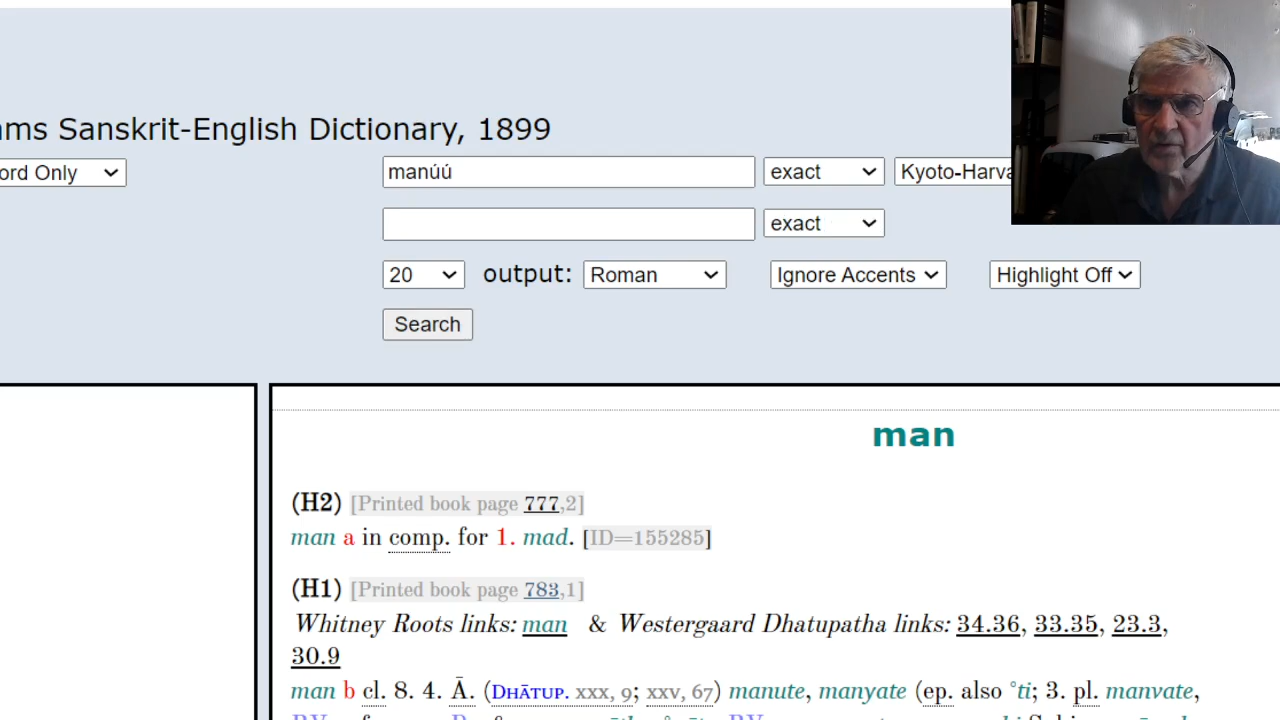 ams Sanskrit-English Dictionary, 1899
ord Only
manúú exact Kyoto-Harva
exact
20 output: Roman Ignore Accents Highlight Off
Search
man
(H2) [Printed book page 777,2]
man a in comp. for 1. mad. [ID=155285]
(H1) [Printed book page 783,1]
Whitney Roots links: man & Westergaard Dhatupatha links: 34.36, 33.35, 23.3,
30.9
man b cl. 8. 4. Ā. (DHĀTUP. xxx, 9; xxv, 67) manute, manyate (ep. also °ti; 3. pl. manvate,